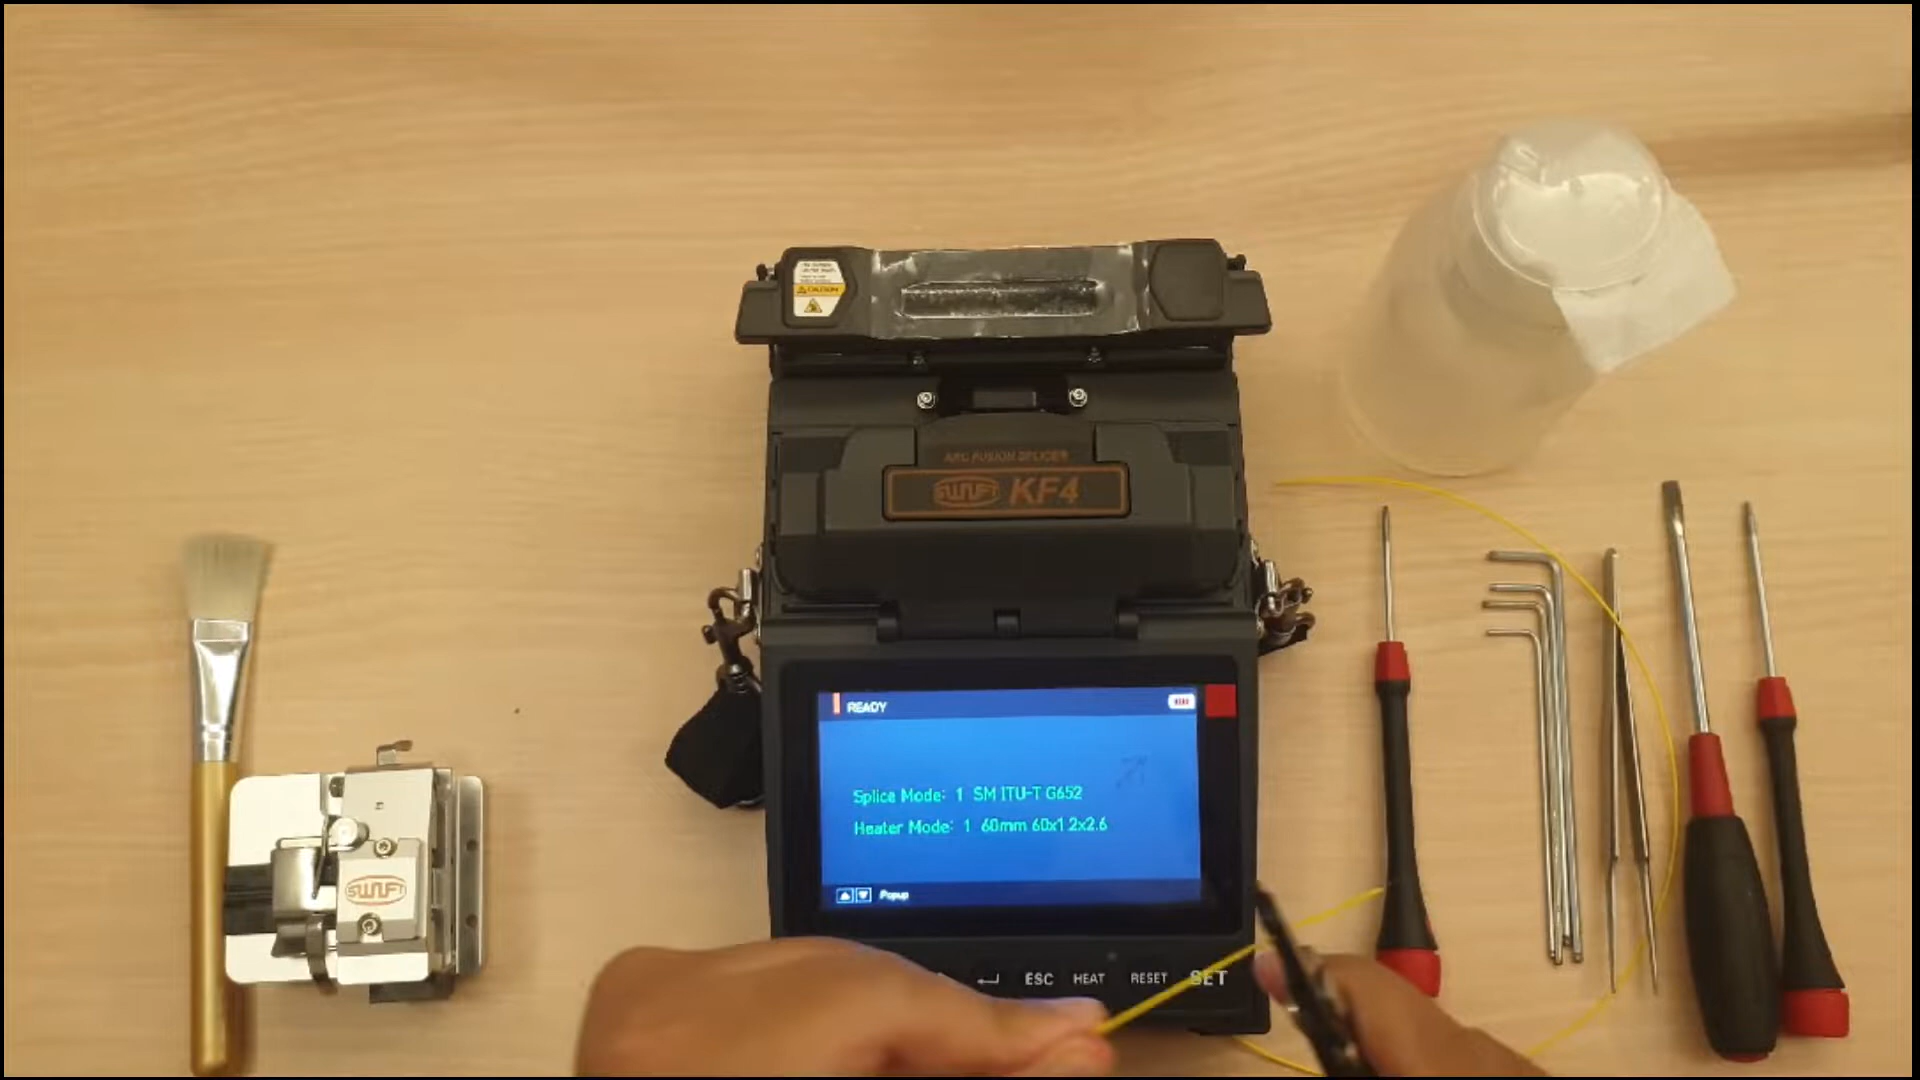 CAUTION
ARC FUSION SPLICER
SWIFT KF4
READY
Splice Mode: 1 SM ITU-T G652
Heater Mode: 1 60mm 60x1.2x2.6
Popup
ESC HEAT RESET SET
SWIFT